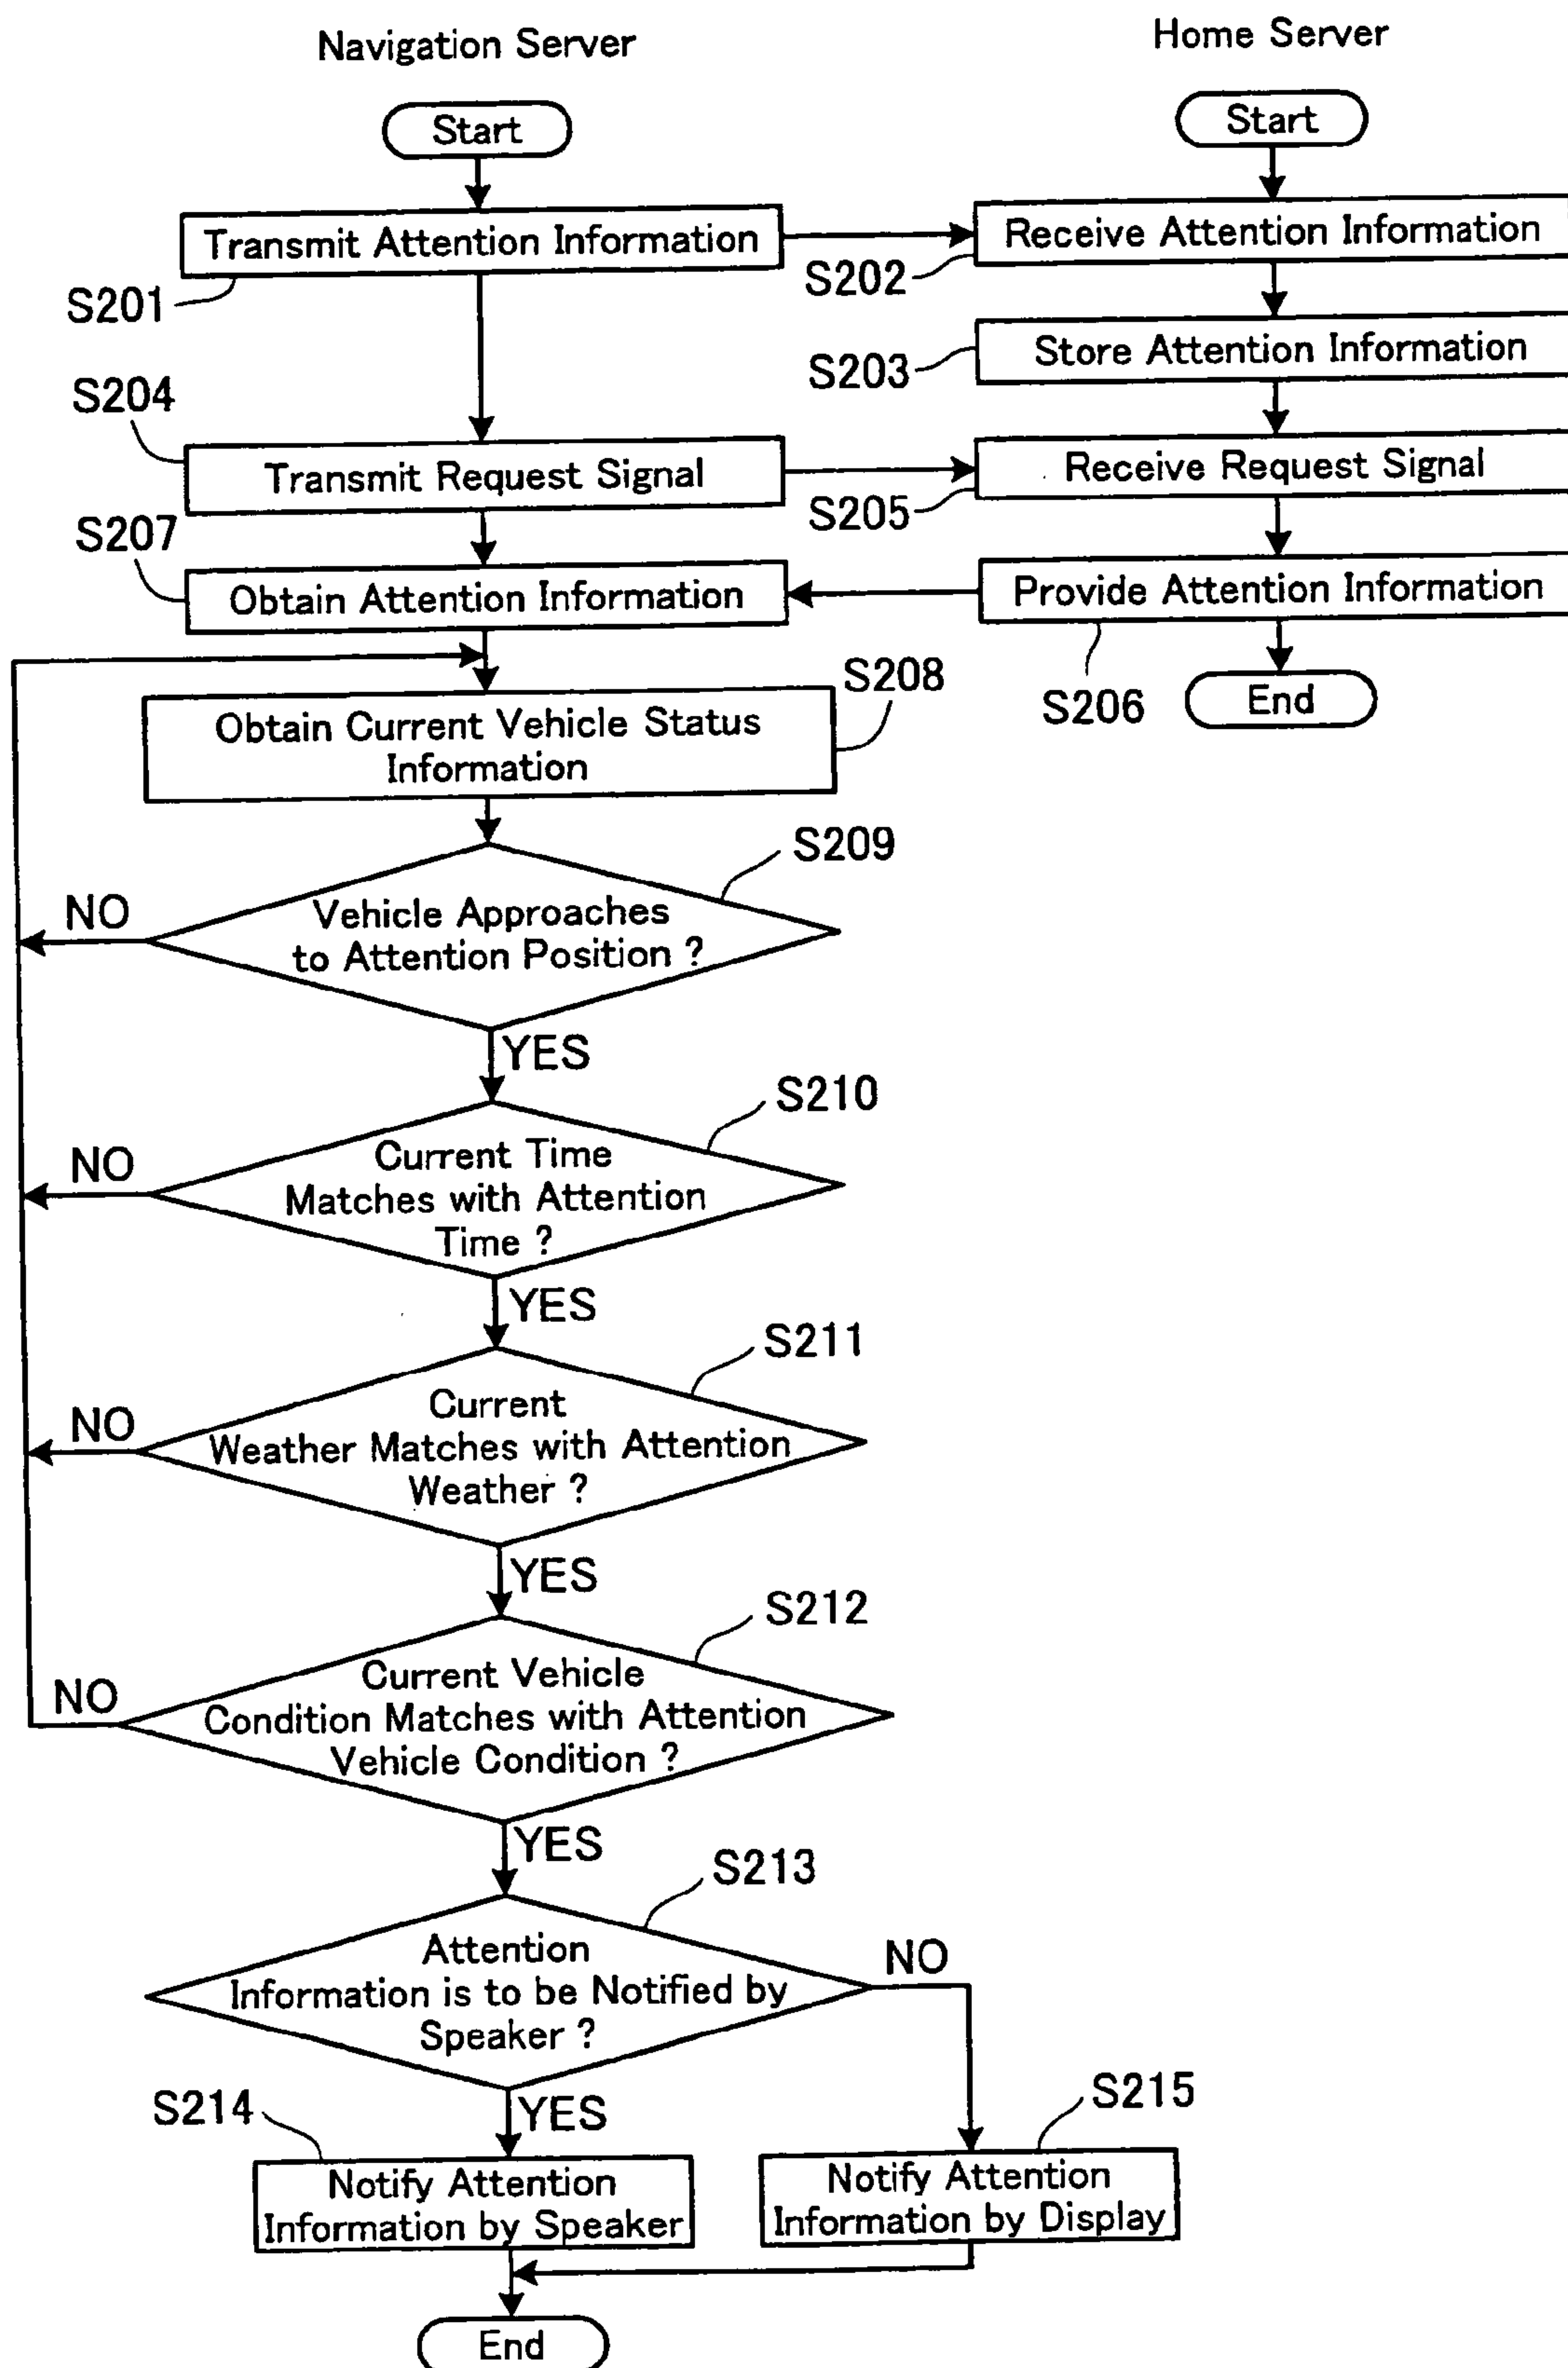 Navigation Server
Home Server
Start
Start
Transmit Attention Information
Receive Attention Information
S201
S202
Store Attention Information
S203
S204
Transmit Request Signal
Receive Request Signal
S205
S207
Obtain Attention Information
Provide Attention Information
S206
End
S208
Obtain Current Vehicle Status
Information
S209
Vehicle Approaches
to Attention Position ?
NO
YES
S210
Current Time
Matches with Attention
Time ?
NO
YES
S211
Current
Weather Matches with Attention
Weather ?
NO
YES
S212
Current Vehicle
Condition Matches with Attention
Vehicle Condition ?
NO
YES
S213
Attention
Information is to be Notified by
Speaker ?
NO
YES
S214
Notify Attention
Information by Speaker
S215
Notify Attention
Information by Display
End